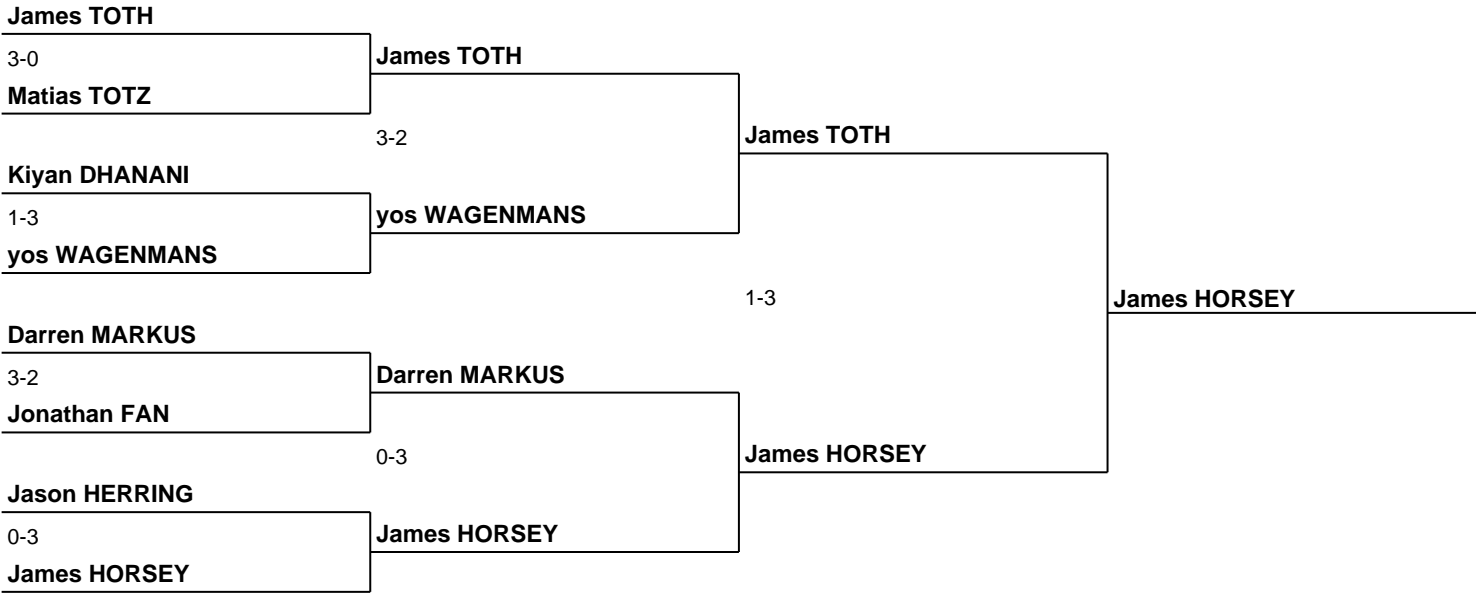 James TOTH
3-0
James TOTH
Matias TOTZ
3-2
James TOTH
Kiyan DHANANI
1-3
yos WAGENMANS
yos WAGENMANS
1-3
James HORSEY
Darren MARKUS
3-2
Darren MARKUS
Jonathan FAN
0-3
James HORSEY
Jason HERRING
0-3
James HORSEY
James HORSEY